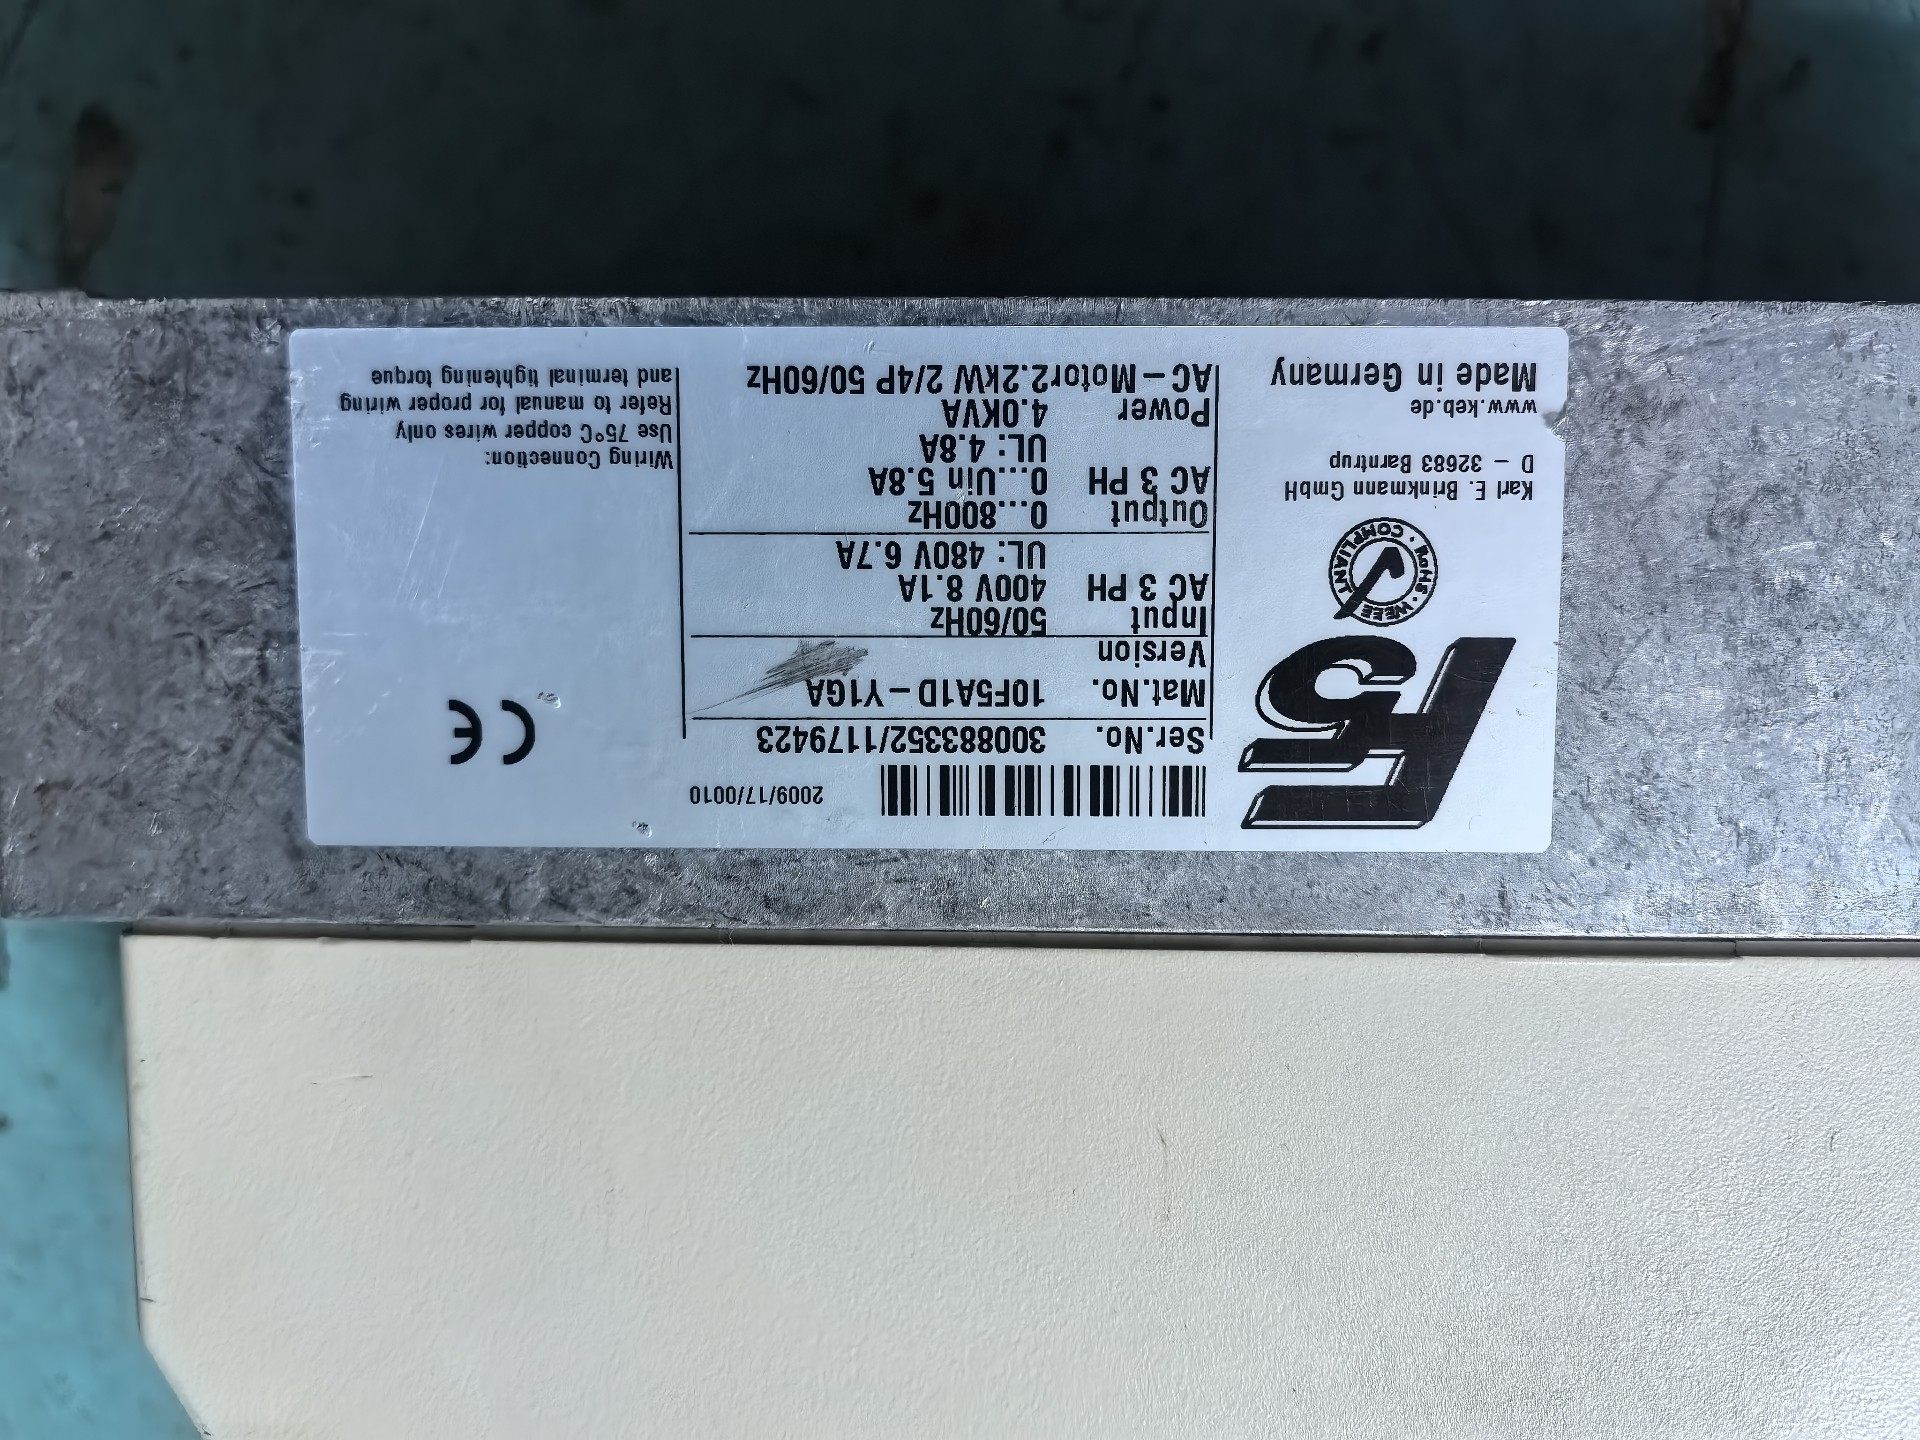 F5
RoHS · WEEE · COMPLIANT ·
Karl E. Brinkmann GmbH
D – 32683 Barntrup
www.keb.de
Made in Germany
2009/17/0010
Ser.No. 300883352/1179423
Mat.No. 10F5A1D–Y1GA
Version
Input 50/60Hz
AC 3 PH 400V 8.1A
UL: 480V 6.7A
Output 0...800Hz
AC 3 PH 0...Uin 5.8A
UL: 4.8A
Power 4.0KVA
AC–Motor2.2kW 2/4P 50/60Hz
CE
Wiring Connection:
Use 75°C copper wires only
Refer to manual for proper wiring
and terminal tightening torque